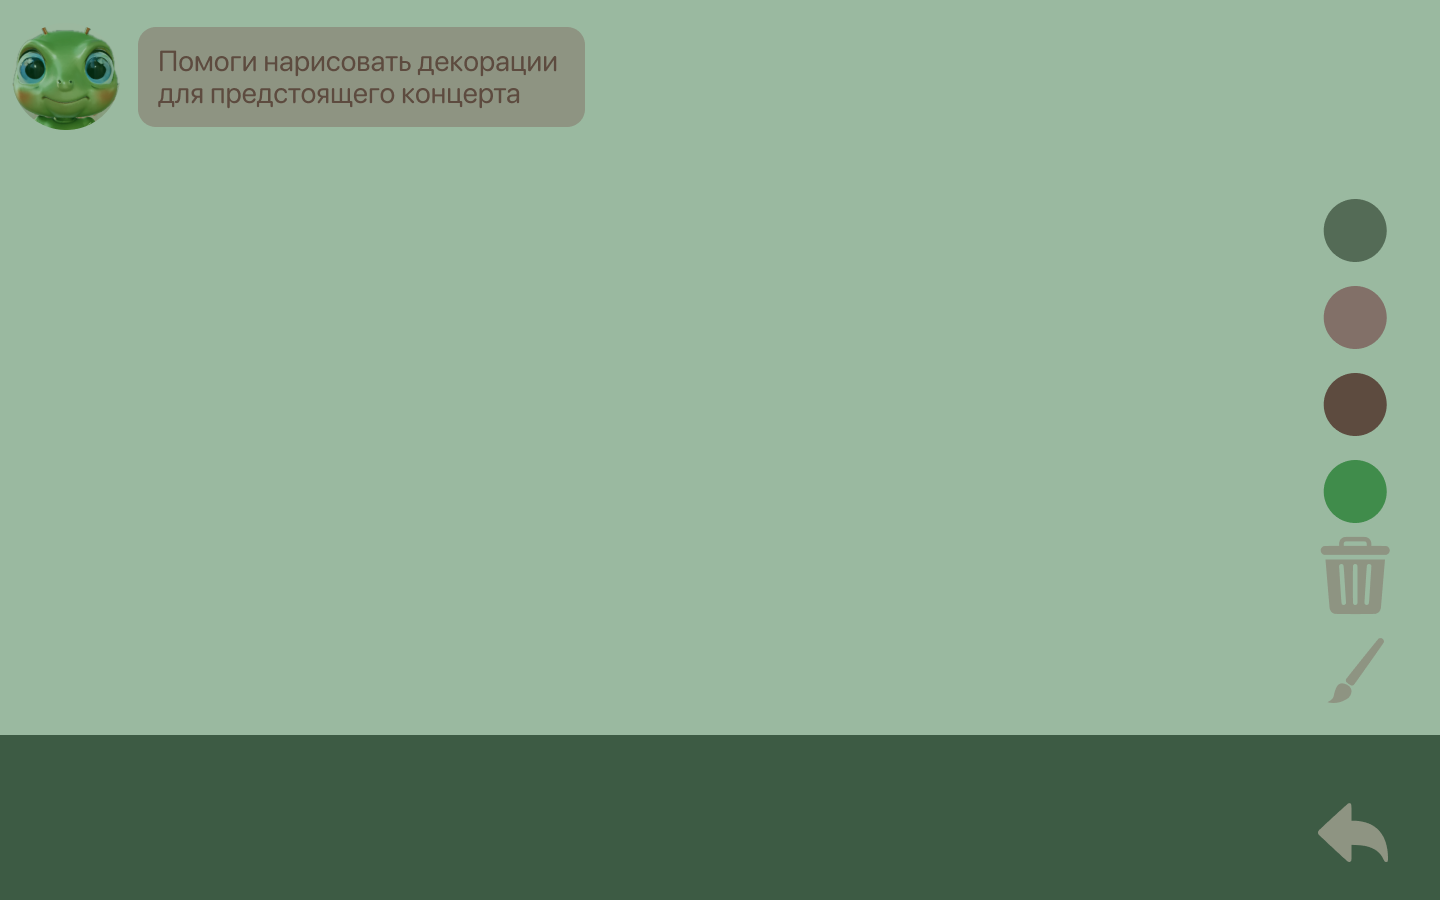 Помоги нарисовать декорации
для предстоящего концерта